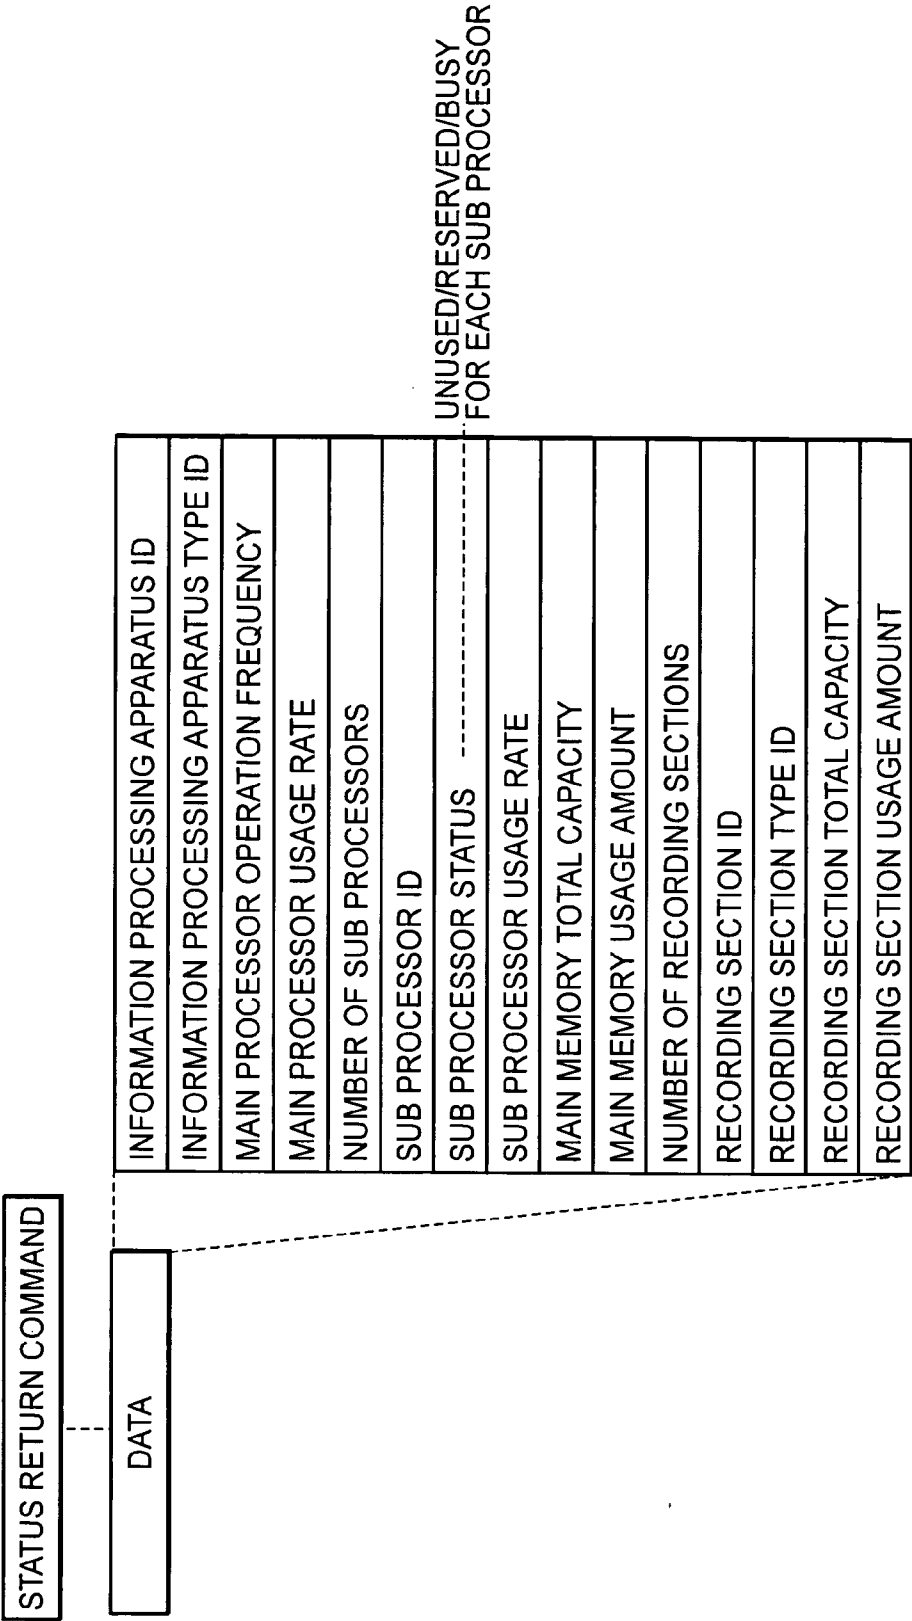 STATUS RETURN COMMAND
DATA
INFORMATION PROCESSING APPARATUS ID
INFORMATION PROCESSING APPARATUS TYPE ID
MAIN PROCESSOR OPERATION FREQUENCY
MAIN PROCESSOR USAGE RATE
NUMBER OF SUB PROCESSORS
SUB PROCESSOR ID
SUB PROCESSOR STATUS
UNUSED/RESERVED/BUSY
FOR EACH SUB PROCESSOR
SUB PROCESSOR USAGE RATE
MAIN MEMORY TOTAL CAPACITY
MAIN MEMORY USAGE AMOUNT
NUMBER OF RECORDING SECTIONS
RECORDING SECTION ID
RECORDING SECTION TYPE ID
RECORDING SECTION TOTAL CAPACITY
RECORDING SECTION USAGE AMOUNT